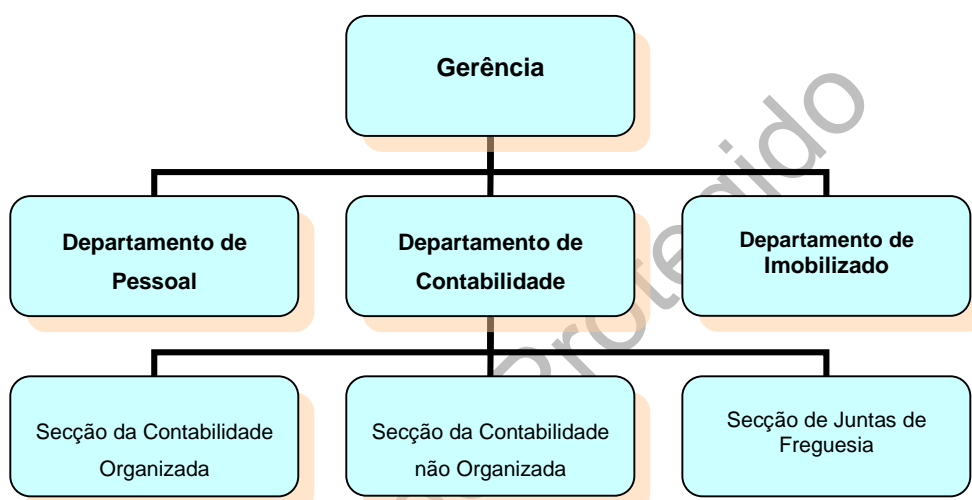 Gerência
Departamento de
Pessoal
Departamento de
Contabilidade
Departamento de
Imobilizado
Secção da Contabilidade
Organizada
Secção da Contabilidade
não Organizada
Secção de Juntas de
Freguesia
Protegido